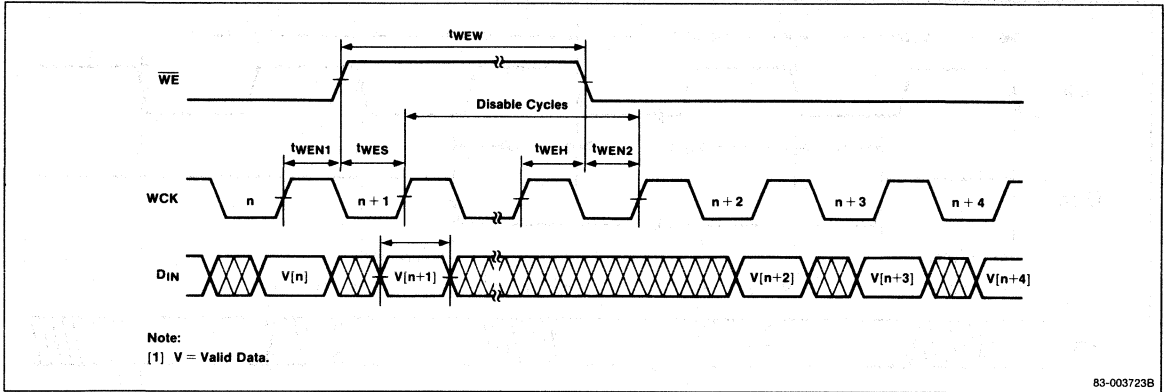 tWEW
WE
Disable Cycles
tWEN1 tWES tWEH tWEN2
WCK n n + 1 n + 2 n + 3 n + 4
DIN V[n] V[n+1] V[n+2] V[n+3] V[n+4]
Note:
[1] V = Valid Data.
83-003723B